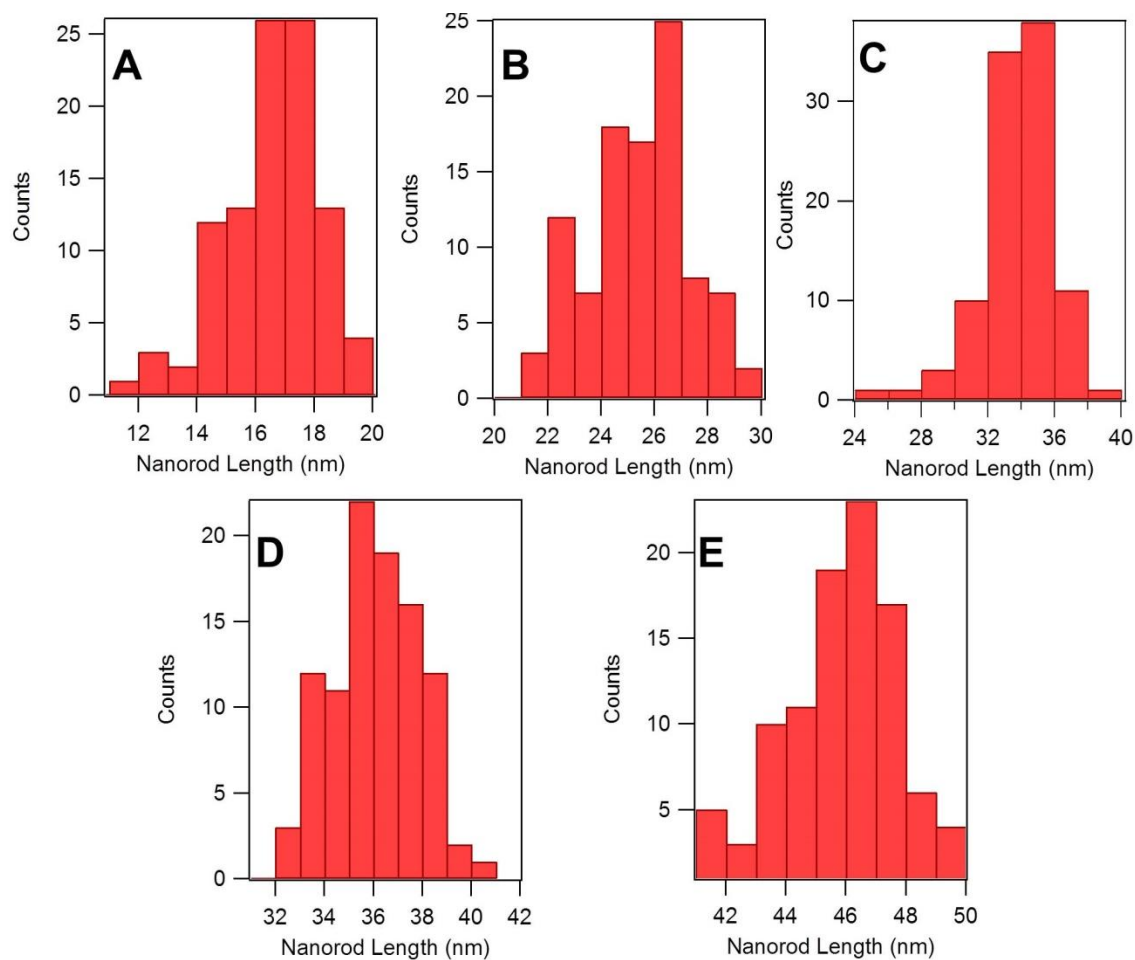 A
25
20
15
10
5
0
Counts
12 14 16 18 20
Nanorod Length (nm)
B
25
20
15
10
5
0
Counts
20 22 24 26 28 30
Nanorod Length (nm)
C
30
20
10
0
Counts
24 28 32 36 40
Nanorod Length (nm)
D
20
15
10
5
0
Counts
32 34 36 38 40 42
Nanorod Length (nm)
E
20
15
10
5
Counts
42 44 46 48 50
Nanorod Length (nm)